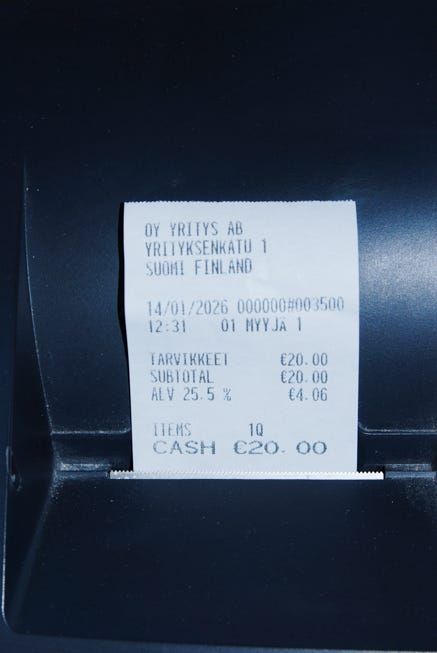 OY YRITYS AB
YRITYKSENKATU 1
SUOMI FINLAND
14/01/2026 000000#003500
12:31 01 MYYJÄ 1
TARVIKKEET €20.00
SUBTOTAL €20.00
ALV 25.5 % €4.06
ITEMS 1Q
CASH €20.00